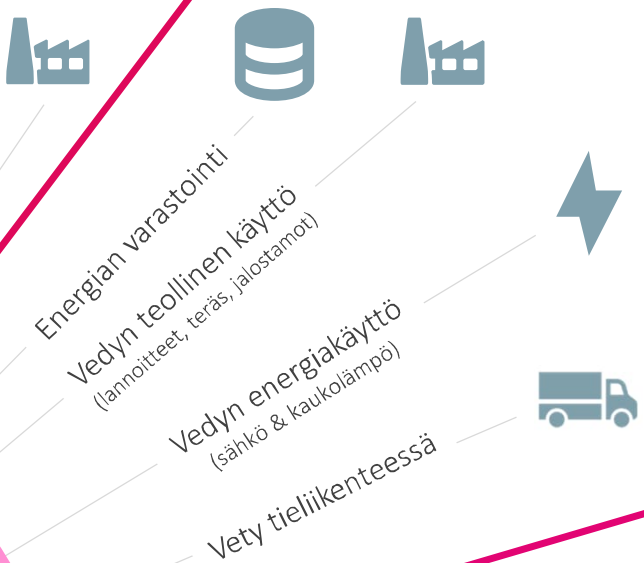 Energian varastointi
Vedyn teollinen käyttö
(lannoitteet, teräs, jalostamot)
Vedyn energiakäyttö
(sähkö & kaukolämpö)
Vety tieliikenteessä